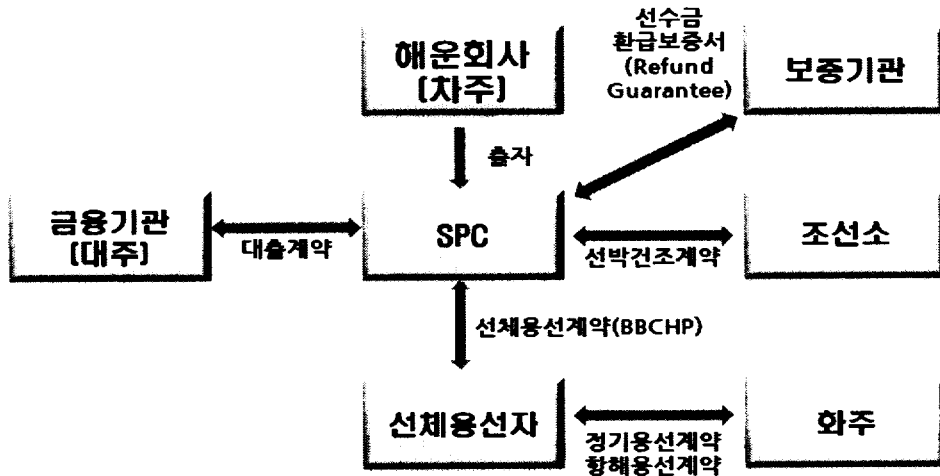 해운회사
(차주)
선수금
환급보증서
(Refund
Guarantee)
보증기관
출자
금융기관
(대주)
대출계약
SPC
선박건조계약
조선소
선체용선계약(BBCHP)
선체용선자
정기용선계약
항해용선계약
화주